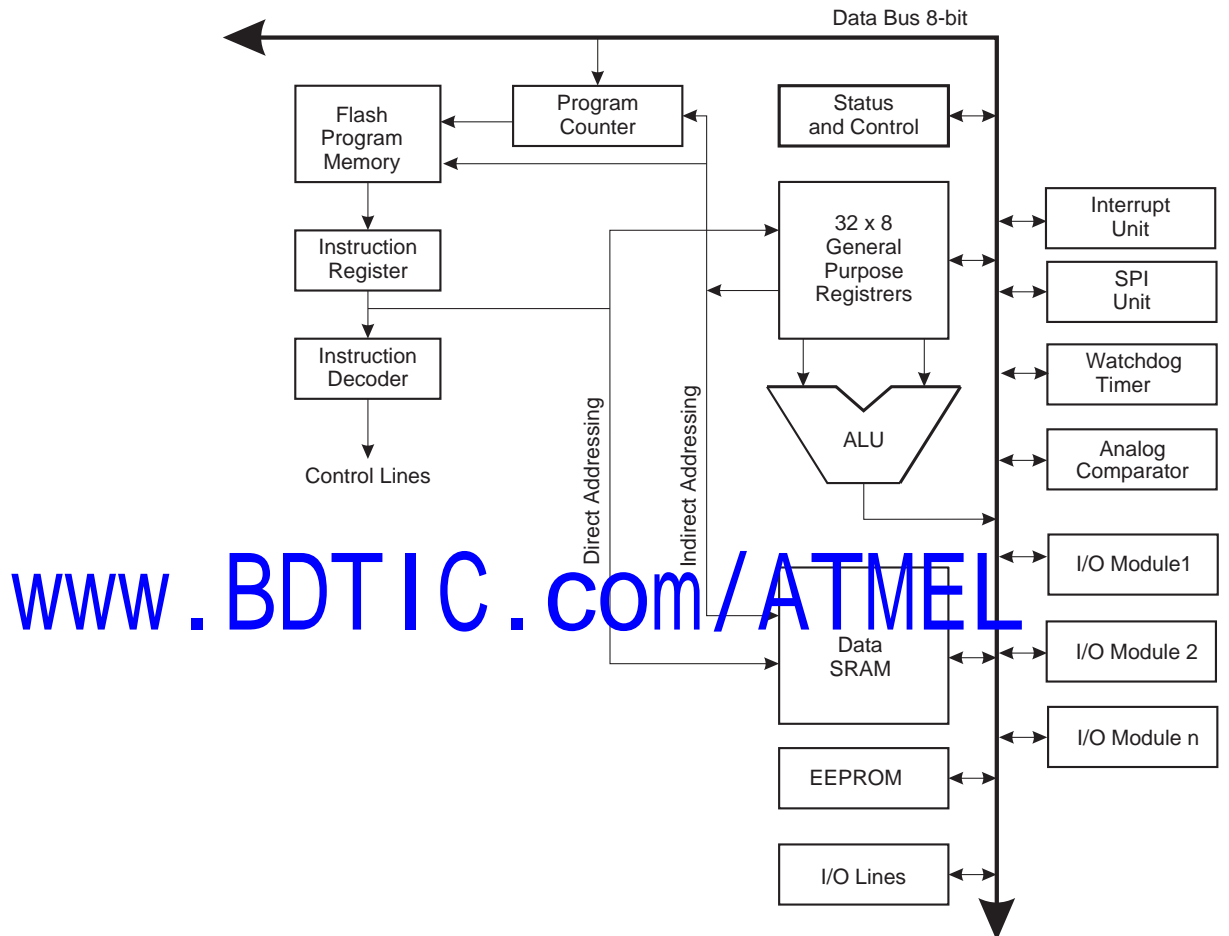 Data Bus 8-bit
Flash
Program
Memory
Program
Counter
Status
and Control
32 x 8
General
Purpose
Registrers
Interrupt
Unit
Instruction
Register
SPI
Unit
Instruction
Decoder
Watchdog
Timer
ALU
Analog
Comparator
Control Lines
Direct Addressing
Indirect Addressing
I/O Module1
www.BDTIC.com/ATMEL
Data
SRAM
I/O Module 2
I/O Module n
EEPROM
I/O Lines